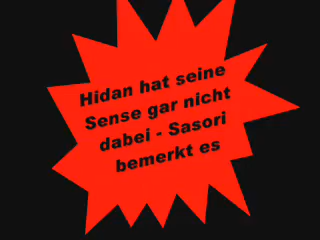 Hidan hat seine
Sense gar nicht
dabei - Sasori
bemerkt es